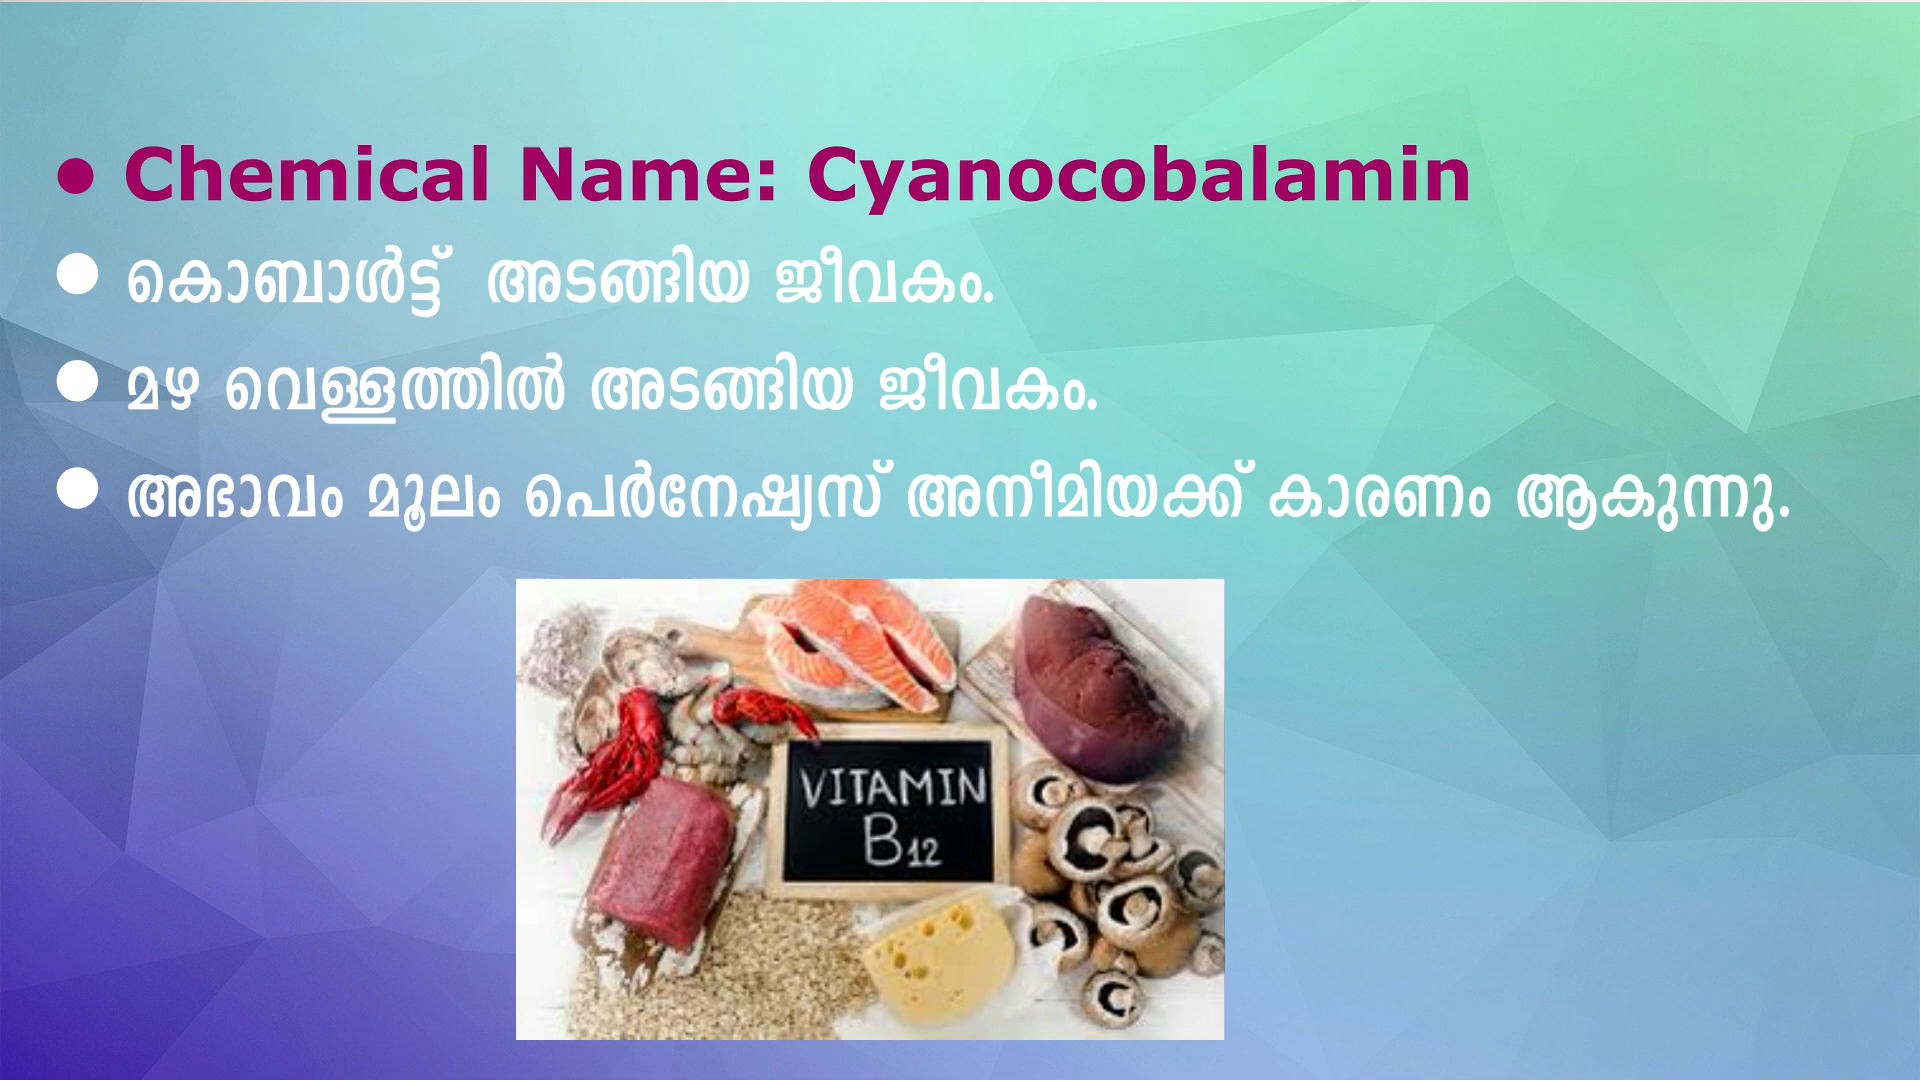 • Chemical Name: Cyanocobalamin
• കൊബാൾട്ട് അടങ്ങിയ ജീവകം.
• മഴ വെള്ളത്തിൽ അടങ്ങിയ ജീവകം.
• അഭാവം മൂലം പെർനേഷ്യസ് അനീമിയക്ക് കാരണം ആകുന്നു.
VITAMIN
B12